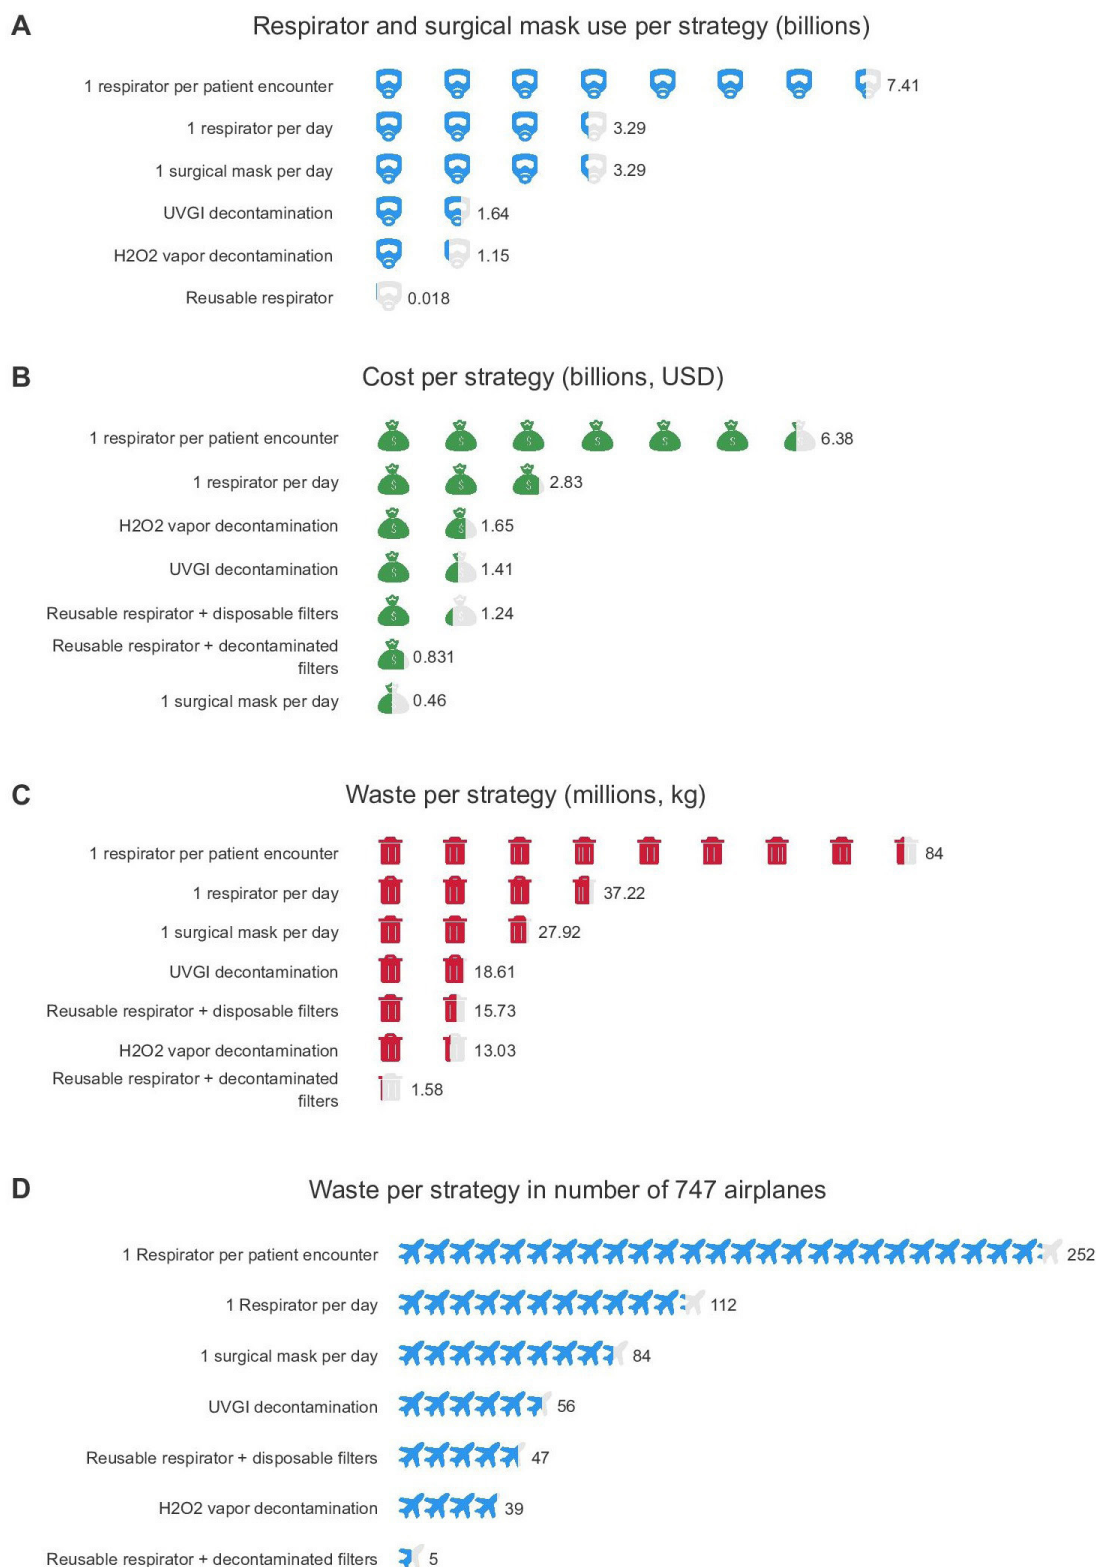 A
Respirator and surgical mask use per strategy (billions)
1 respirator per patient encounter 7.41
1 respirator per day 3.29
1 surgical mask per day 3.29
UVGI decontamination 1.64
H2O2 vapor decontamination 1.15
Reusable respirator 0.018
B
Cost per strategy (billions, USD)
1 respirator per patient encounter 6.38
1 respirator per day 2.83
H2O2 vapor decontamination 1.65
UVGI decontamination 1.41
Reusable respirator + disposable filters 1.24
Reusable respirator + decontaminated
filters 0.831
1 surgical mask per day 0.46
C
Waste per strategy (millions, kg)
1 respirator per patient encounter 84
1 respirator per day 37.22
1 surgical mask per day 27.92
UVGI decontamination 18.61
Reusable respirator + disposable filters 15.73
H2O2 vapor decontamination 13.03
Reusable respirator + decontaminated
filters 1.58
D
Waste per strategy in number of 747 airplanes
1 Respirator per patient encounter 252
1 Respirator per day 112
1 surgical mask per day 84
UVGI decontamination 56
Reusable respirator + disposable filters 47
H2O2 vapor decontamination 39
Reusable respirator + decontaminated filters 5